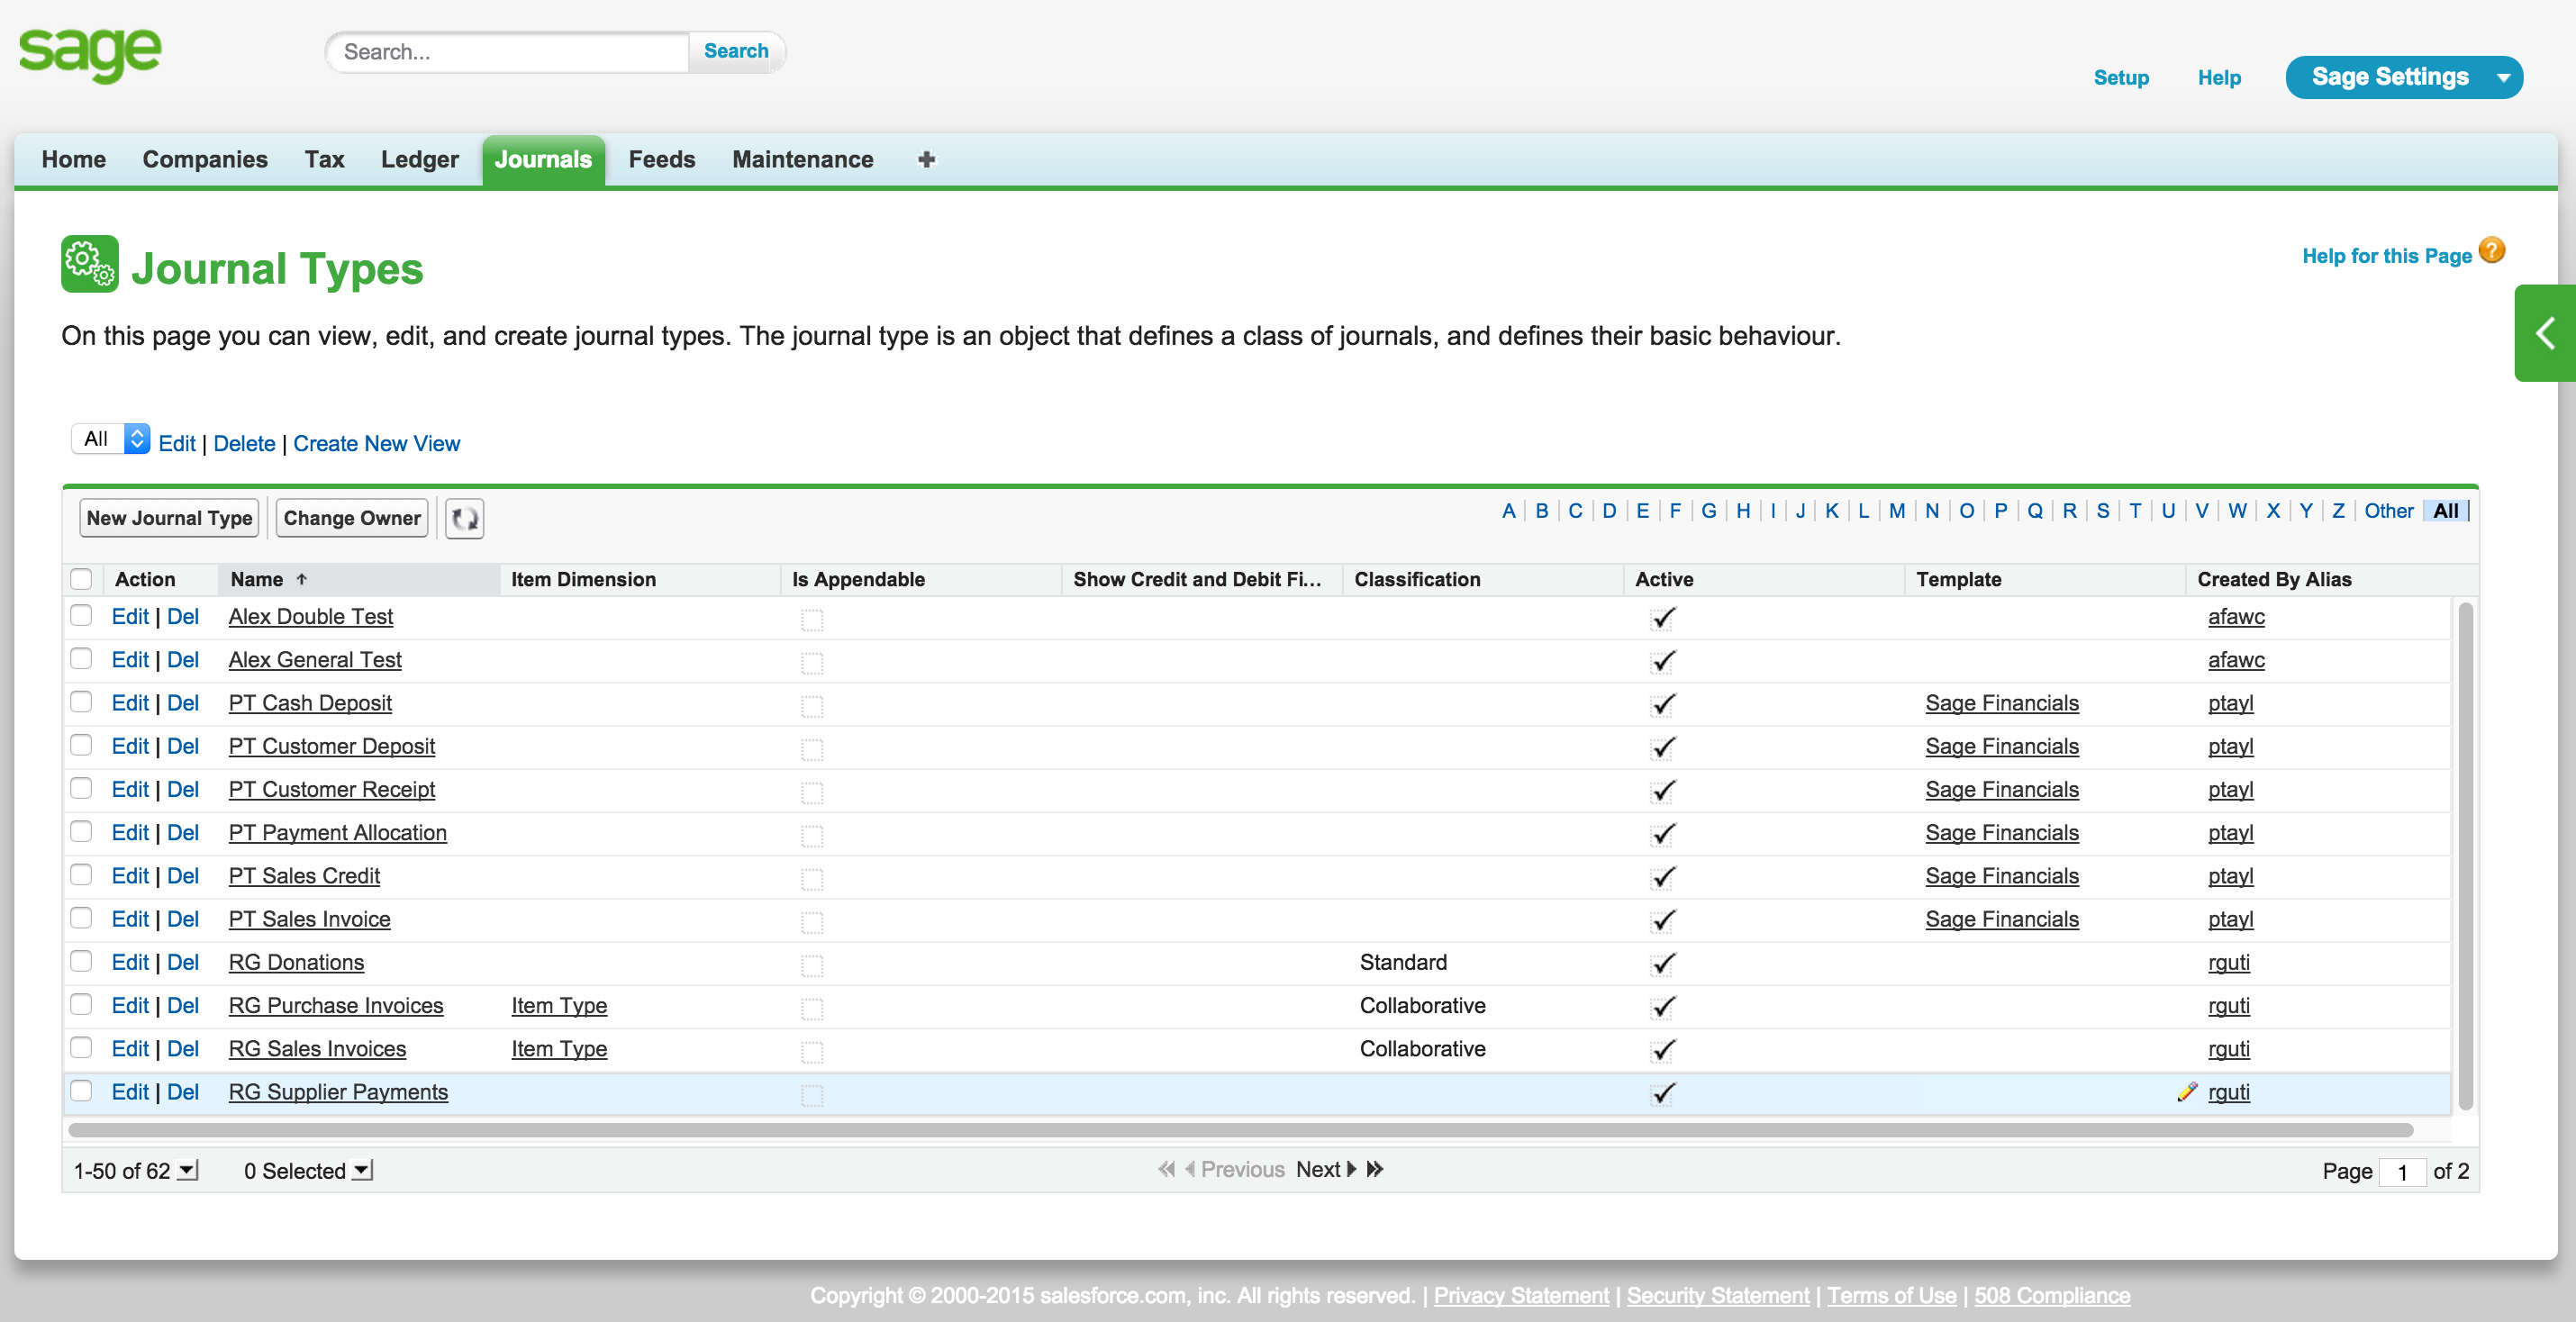 sage
Search...
Search
Setup
Help
Sage Settings
Home Companies Tax Ledger Journals Feeds Maintenance
Journal Types
Help for this Page ?
On this page you can view, edit, and create journal types. The journal type is an object that defines a class of journals, and defines their basic behaviour.
All Edit | Delete | Create New View
New Journal Type Change Owner
A | B | C | D | E | F | G | H | I | J | K | L | M | N | O | P | Q | R | S | T | U | V | W | X | Y | Z | Other | All
Action Name Item Dimension Is Appendable Show Credit and Debit Fi... Classification Active Template Created By Alias
Edit | Del Alex Double Test afawc
Edit | Del Alex General Test afawc
Edit | Del PT Cash Deposit Sage Financials ptayl
Edit | Del PT Customer Deposit Sage Financials ptayl
Edit | Del PT Customer Receipt Sage Financials ptayl
Edit | Del PT Payment Allocation Sage Financials ptayl
Edit | Del PT Sales Credit Sage Financials ptayl
Edit | Del PT Sales Invoice Sage Financials ptayl
Edit | Del RG Donations Standard rguti
Edit | Del RG Purchase Invoices Item Type Collaborative rguti
Edit | Del RG Sales Invoices Item Type Collaborative rguti
Edit | Del RG Supplier Payments rguti
1-50 of 62 0 Selected Previous Next Page 1 of 2
Copyright © 2000-2015 salesforce.com, inc. All rights reserved. | Privacy Statement | Security Statement | Terms of Use | 508 Compliance